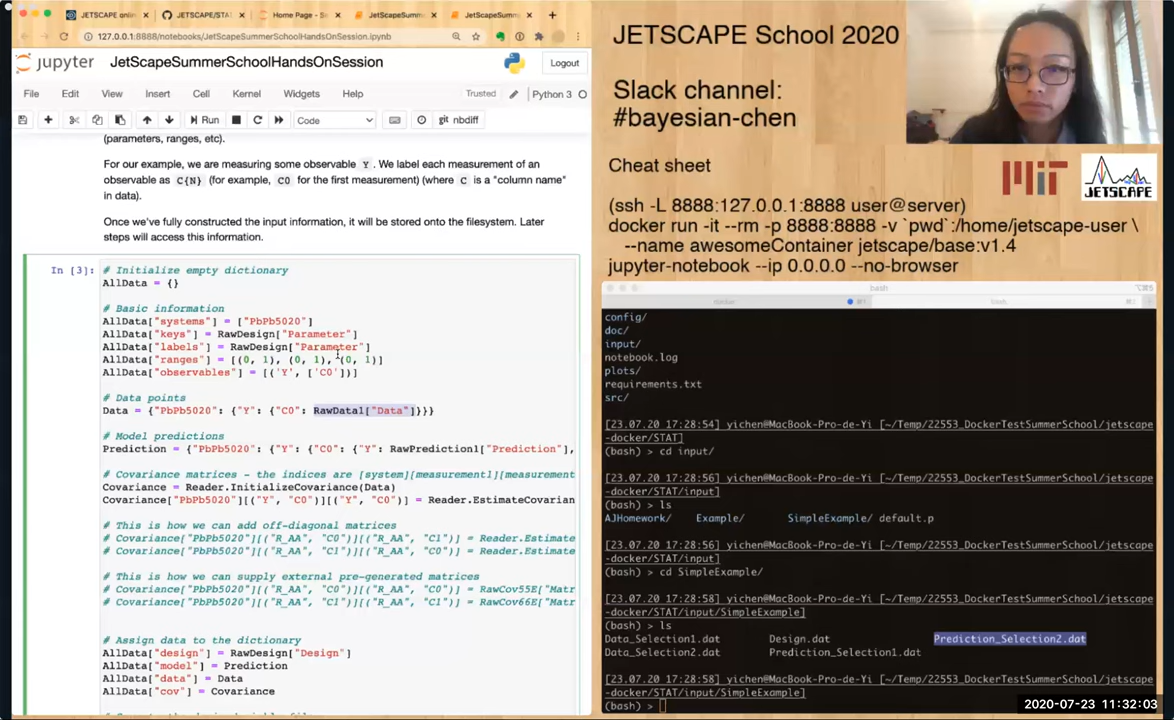 JETSCAPE onlin
JETSCAPE/STA
Home Page - S
JetScapeSumm
JetScapeSumm
127.0.0.1:8888/notebooks/JetScapeSummerSchoolHandsOnSession.ipynb
jupyter JetScapeSummerSchoolHandsOnSession
Logout
File Edit View Insert Cell Kernel Widgets Help
Trusted
Python 3
Run
Code
git nbdiff
(parameters, ranges, etc).
For our example, we are measuring some observable Y. We label each measurement of an
observable as C{N} (for example, C0 for the first measurement) (where C is a "column name"
in data).
Once we've fully constructed the input information, it will be stored onto the filesystem. Later
steps will access this information.
In [3]:
# Initialize empty dictionary
AllData = {}
# Basic information
AllData["systems"] = ["PbPb5020"]
AllData["keys"] = RawDesign["Parameter"]
AllData["labels"] = RawDesign["Parameter"]
AllData["ranges"] = [(0, 1), (0, 1), (0, 1)]
AllData["observables"] = [('Y', ['C0'])]
# Data points
Data = {"PbPb5020": {"Y": {"C0": RawData1["Data"]}}}
# Model predictions
Prediction = {"PbPb5020": {"Y": {"C0": {"Y": RawPrediction1["Prediction"],
# Covariance matrices - the indices are [system][measurement1][measurement
Covariance = Reader.InitializeCovariance(Data)
Covariance["PbPb5020"][("Y", "C0")][("Y", "C0")] = Reader.EstimateCovarian
# This is how we can add off-diagonal matrices
# Covariance["PbPb5020"][("R_AA", "C0")][("R_AA", "C1")] = Reader.Estimate
# Covariance["PbPb5020"][("R_AA", "C1")][("R_AA", "C0")] = Reader.Estimate
# This is how we can supply external pre-generated matrices
# Covariance["PbPb5020"][("R_AA", "C0")][("R_AA", "C0")] = RawCov55E["Matr
# Covariance["PbPb5020"][("R_AA", "C1")][("R_AA", "C1")] = RawCov66E["Matr
# Assign data to the dictionary
AllData["design"] = RawDesign["Design"]
AllData["model"] = Prediction
AllData["data"] = Data
AllData["cov"] = Covariance
JETSCAPE School 2020
Slack channel:
#bayesian-chen
Cheat sheet
MIT
JETSCAPE
(ssh -L 8888:127.0.0.1:8888 user@server)
docker run -it --rm -p 8888:8888 -v `pwd`:/home/jetscape-user \
--name awesomeContainer jetscape/base:v1.4
jupyter-notebook --ip 0.0.0.0 --no-browser
bash
config/
doc/
input/
notebook.log
plots/
requirements.txt
src/
[23.07.20 17:28:54] yichen@MacBook-Pro-de-Yi [~/Temp/22553_DockerTestSummerSchool/jetscape
-docker/STAT]
(bash) > cd input/
[23.07.20 17:28:56] yichen@MacBook-Pro-de-Yi [~/Temp/22553_DockerTestSummerSchool/jetscape
-docker/STAT/input]
(bash) > ls
AJHomework/ Example/ SimpleExample/ default.p
[23.07.20 17:28:56] yichen@MacBook-Pro-de-Yi [~/Temp/22553_DockerTestSummerSchool/jetscape
-docker/STAT/input]
(bash) > cd SimpleExample/
[23.07.20 17:28:58] yichen@MacBook-Pro-de-Yi [~/Temp/22553_DockerTestSummerSchool/jetscape
-docker/STAT/input/SimpleExample]
(bash) > ls
Data_Selection1.dat Design.dat Prediction_Selection2.dat
Data_Selection2.dat Prediction_Selection1.dat
[23.07.20 17:28:58] yichen@MacBook-Pro-de-Yi [~/Temp/22553_DockerTestSummerSchool/jetscape
-docker/STAT/input/SimpleExample]
(bash) >
2020-07-23 11:32:03